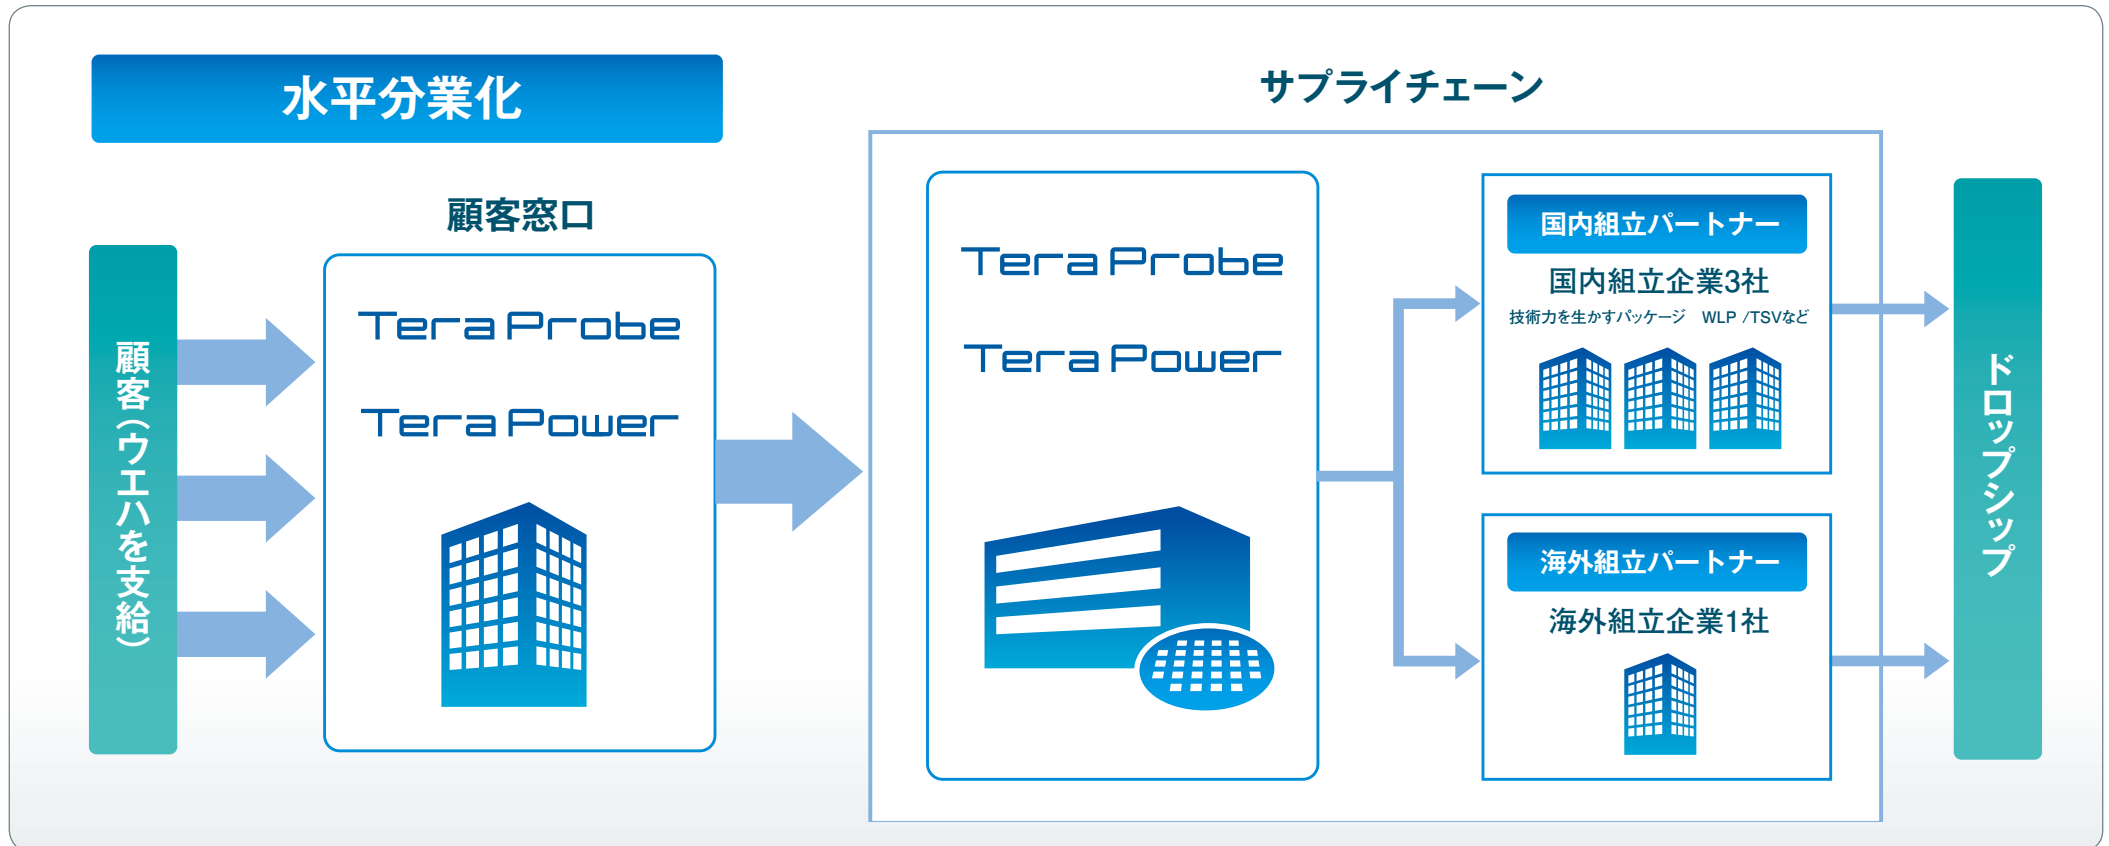 水平分業化
サプライチェーン
顧客窓口
顧客(ウエハを支給)
Tera Probe
Tera Power
Tera Probe
Tera Power
国内組立パートナー
国内組立企業3社
技術力を生かすパッケージ　WLP /TSVなど
海外組立パートナー
海外組立企業1社
ドロップシップ